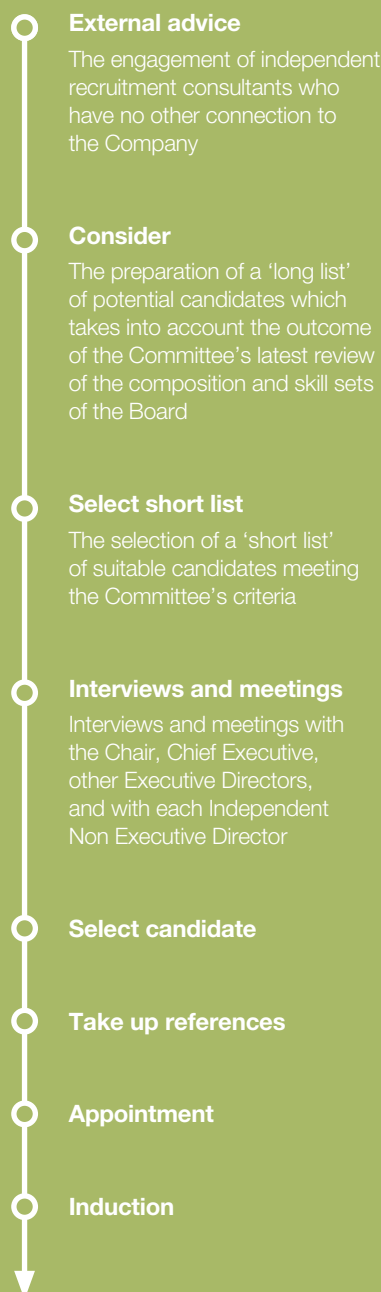 External advice
The engagement of independent
recruitment consultants who
have no other connection to
the Company
Consider
The preparation of a ‘long list’
of potential candidates which
takes into account the outcome
of the Committee’s latest review
of the composition and skill sets
of the Board
Select short list
The selection of a ‘short list’
of suitable candidates meeting
the Committee’s criteria
Interviews and meetings
Interviews and meetings with
the Chair, Chief Executive,
other Executive Directors,
and with each Independent
Non Executive Director
Select candidate
Take up references
Appointment
Induction